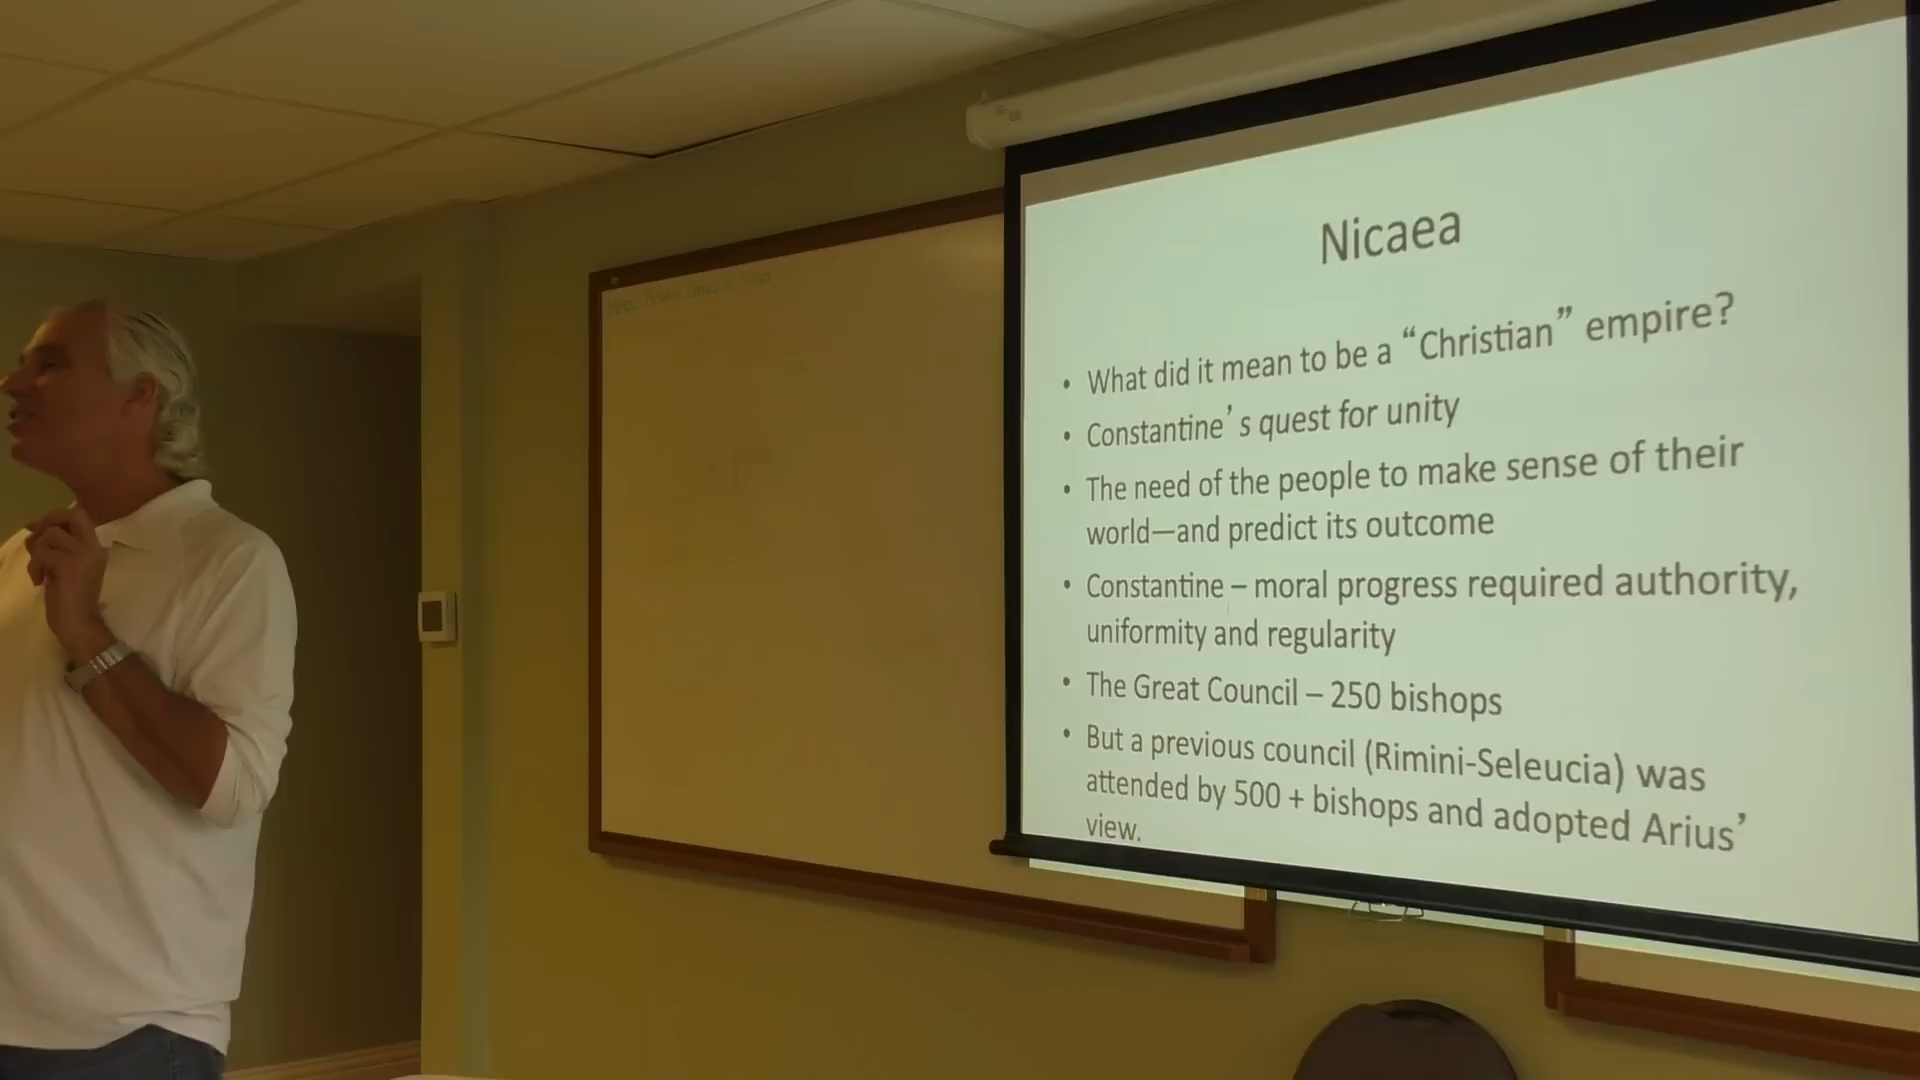 Nicaea
• What did it mean to be a “Christian” empire?
• Constantine’s quest for unity
• The need of the people to make sense of their
world—and predict its outcome
• Constantine – moral progress required authority,
uniformity and regularity
• The Great Council – 250 bishops
• But a previous council (Rimini-Seleucia) was
attended by 500 + bishops and adopted Arius’
view.